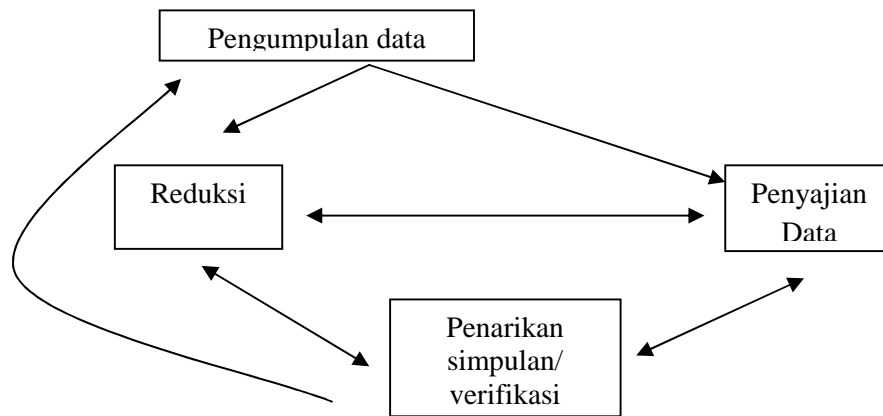 Pengumpulan data
Reduksi
Penyajian
Data
Penarikan
simpulan/
verifikasi